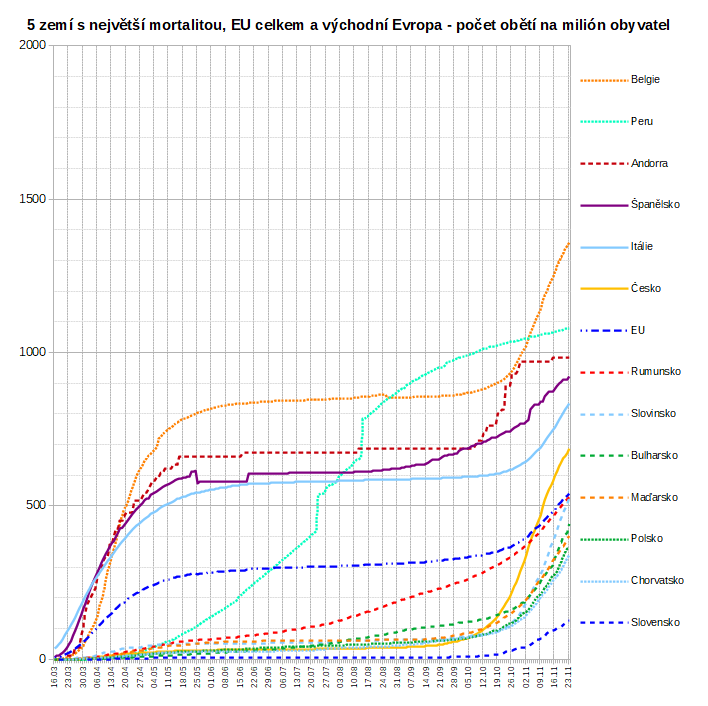 5 zemí s největší mortalitou, EU celkem a východní Evropa - počet obětí na milión obyvatel
2000
1500
1000
500
0
Belgie
Peru
Andorra
Španělsko
Itálie
Česko
EU
Rumunsko
Slovinsko
Bulharsko
Maďarsko
Polsko
Chorvatsko
Slovensko
16.03 23.03 30.03 06.04 13.04 20.04 27.04 04.05 11.05 18.05 25.05 01.06 08.06 15.06 22.06 29.06 06.07 13.07 20.07 27.07 03.08 10.08 17.08 24.08 31.08 07.09 14.09 21.09 28.09 05.10 12.10 19.10 26.10 02.11 09.11 16.11 23.11